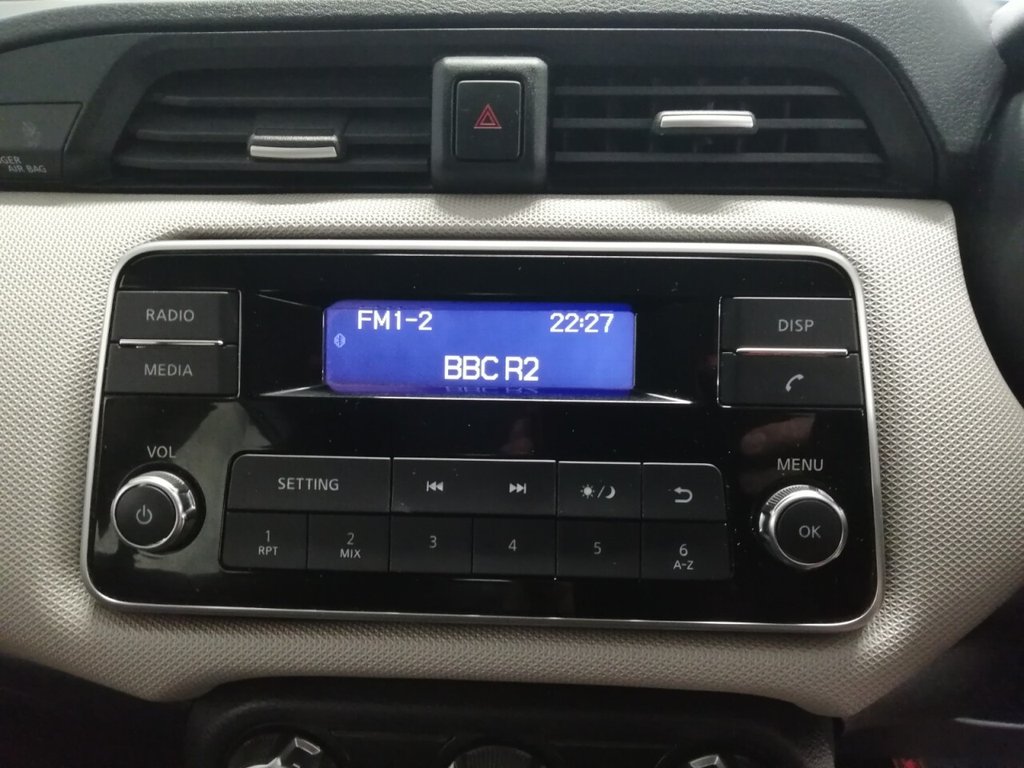 GER
AIR BAG
RADIO
MEDIA
FM1-2 22:27
BBC R2
DISP
VOL
MENU
SETTING
OK
1 2 3 4 5 6
RPT MIX A-Z